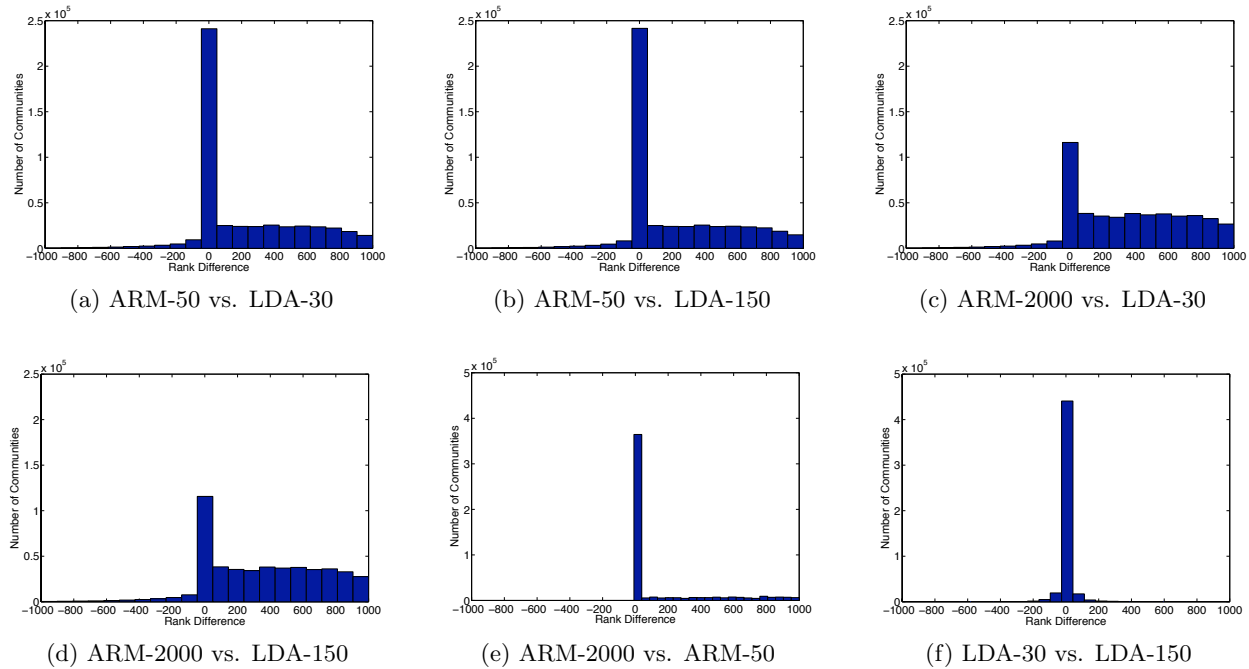 x 10^5
2.5
2
1.5
1
0.5
0
Number of Communities
−1000 −800 −600 −400 −200 0 200 400 600 800 1000
Rank Difference
(a) ARM-50 vs. LDA-30
x 10^5
2.5
2
1.5
1
0.5
0
Number of Communities
−1000 −800 −600 −400 −200 0 200 400 600 800 1000
Rank Difference
(b) ARM-50 vs. LDA-150
x 10^5
2.5
2
1.5
1
0.5
0
Number of Communities
−1000 −800 −600 −400 −200 0 200 400 600 800 1000
Rank Difference
(c) ARM-2000 vs. LDA-30
x 10^5
2.5
2
1.5
1
0.5
0
Number of Communities
−1000 −800 −600 −400 −200 0 200 400 600 800 1000
Rank Difference
(d) ARM-2000 vs. LDA-150
x 10^5
5
4
3
2
1
0
Number of Communities
−1000 −800 −600 −400 −200 0 200 400 600 800 1000
Rank Difference
(e) ARM-2000 vs. ARM-50
x 10^5
5
4
3
2
1
0
Number of Communities
−1000 −800 −600 −400 −200 0 200 400 600 800 1000
Rank Difference
(f) LDA-30 vs. LDA-150